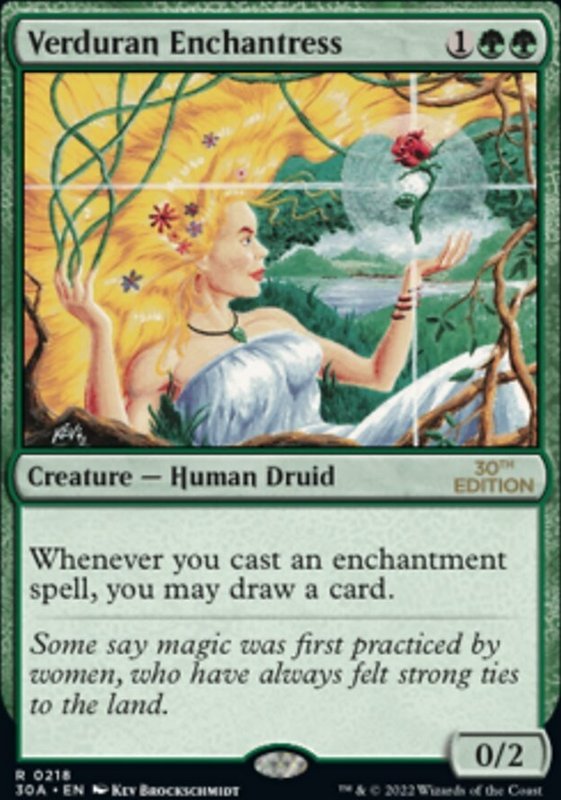 Verduran Enchantress 1
30TH
EDITION
Creature — Human Druid
Whenever you cast an enchantment
spell, you may draw a card.
Some say magic was first practiced by
women, who have always felt strong ties
to the land.
0/2
R 0218
30A • EN Kev Brockschmidt
™ & © 2022 Wizards of the Coast